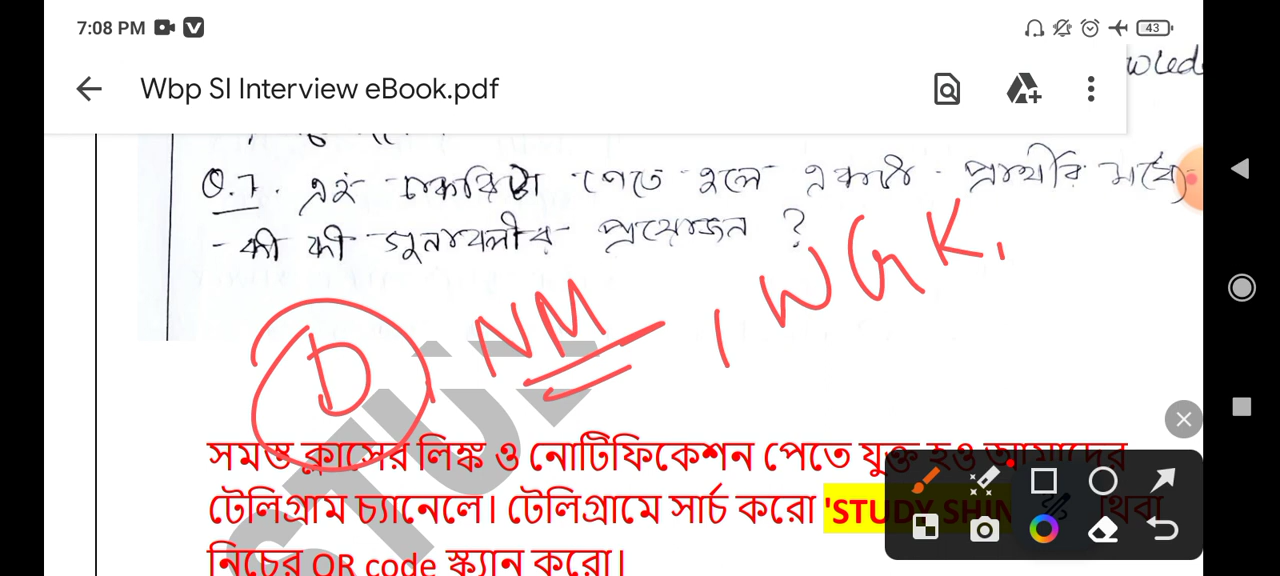 7:08 PM
43
Wbp SI Interview eBook.pdf
Q.7. এই চাকরিটা পেতে হলে একজন প্রার্থীর মধ্যে
কী কী গুনাবলীর প্রয়োজন ?
D, NM, WGK,
সমস্ত ক্লাসের লিঙ্ক ও নোটিফিকেশন পেতে যুক্ত হও আমাদের
টেলিগ্রাম চ্যানেলে। টেলিগ্রামে সার্চ করো 'STUDY
নিচের QR code স্ক্যান করো।